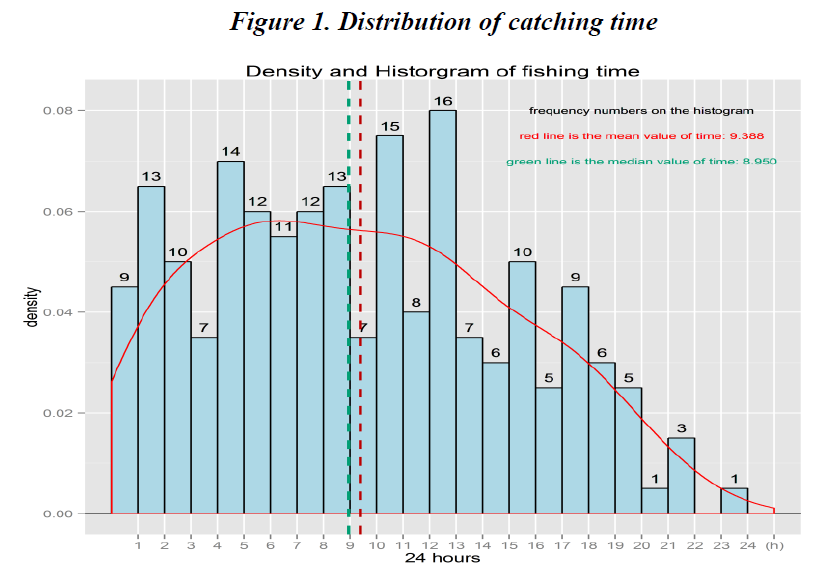 Figure 1. Distribution of catching time
Density and Historgram of fishing time
frequency numbers on the histogram
red line is the mean value of time: 9.388
green line is the median value of time: 8.950
density
0.08
0.06
0.04
0.02
0.00
9 13 10 7 14 12 11 12 13 7 15 8 16 7 6 10 5 9 6 5 1 3 1
1 2 3 4 5 6 7 8 9 10 11 12 13 14 15 16 17 18 19 20 21 22 23 24 (h)
24 hours